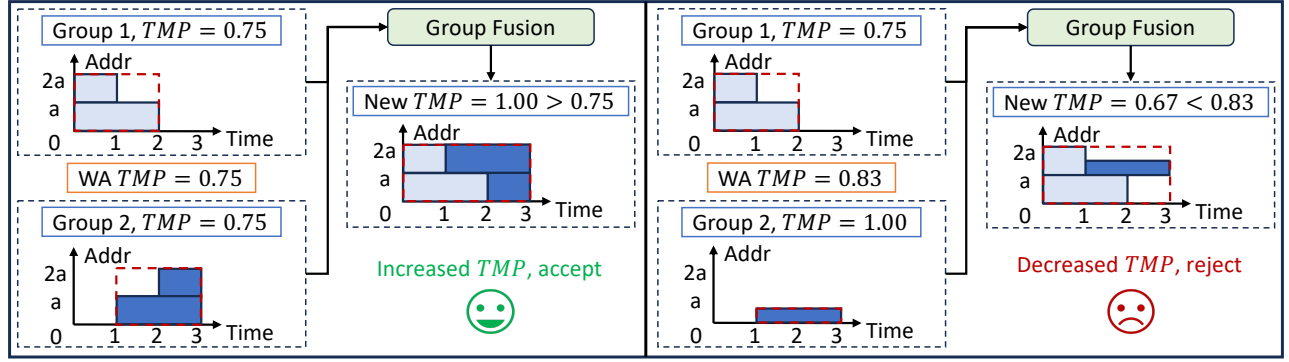 Group 1, TMP = 0.75
Addr
2a
a
0 1 2 3 Time
WA TMP = 0.75
Group 2, TMP = 0.75
Addr
2a
a
0 1 2 3 Time
Group Fusion
New TMP = 1.00 > 0.75
Addr
2a
a
0 1 2 3 Time
Increased TMP, accept
Group 1, TMP = 0.75
Addr
2a
a
0 1 2 3 Time
WA TMP = 0.83
Group 2, TMP = 1.00
Addr
2a
a
0 1 2 3 Time
Group Fusion
New TMP = 0.67 < 0.83
Addr
2a
a
0 1 2 3 Time
Decreased TMP, reject